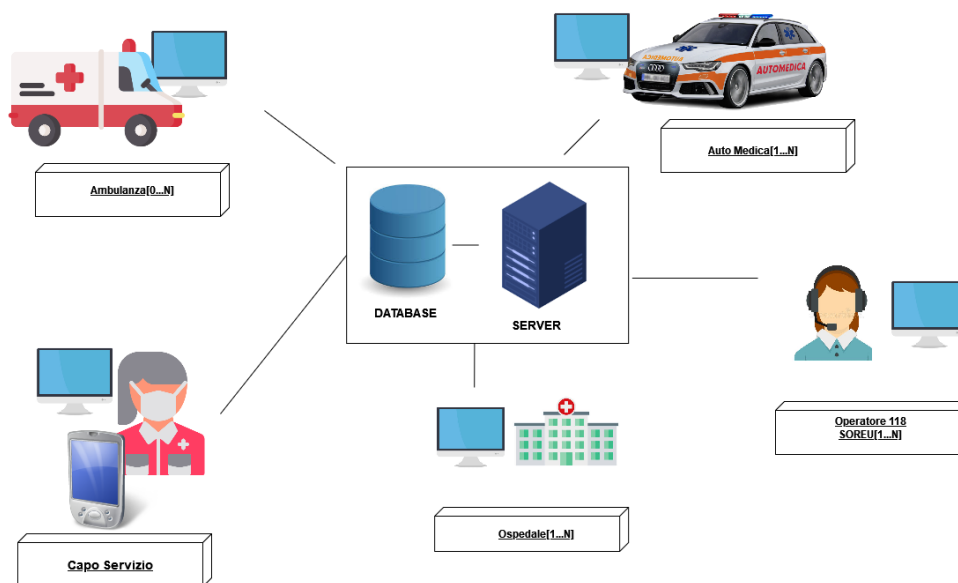 AUTOMEDICA
Auto Medica[1...N]
Ambulanza[0...N]
DATABASE
SERVER
Operatore 118
SOREU[1...N]
Ospedale[1...N]
Capo Servizio